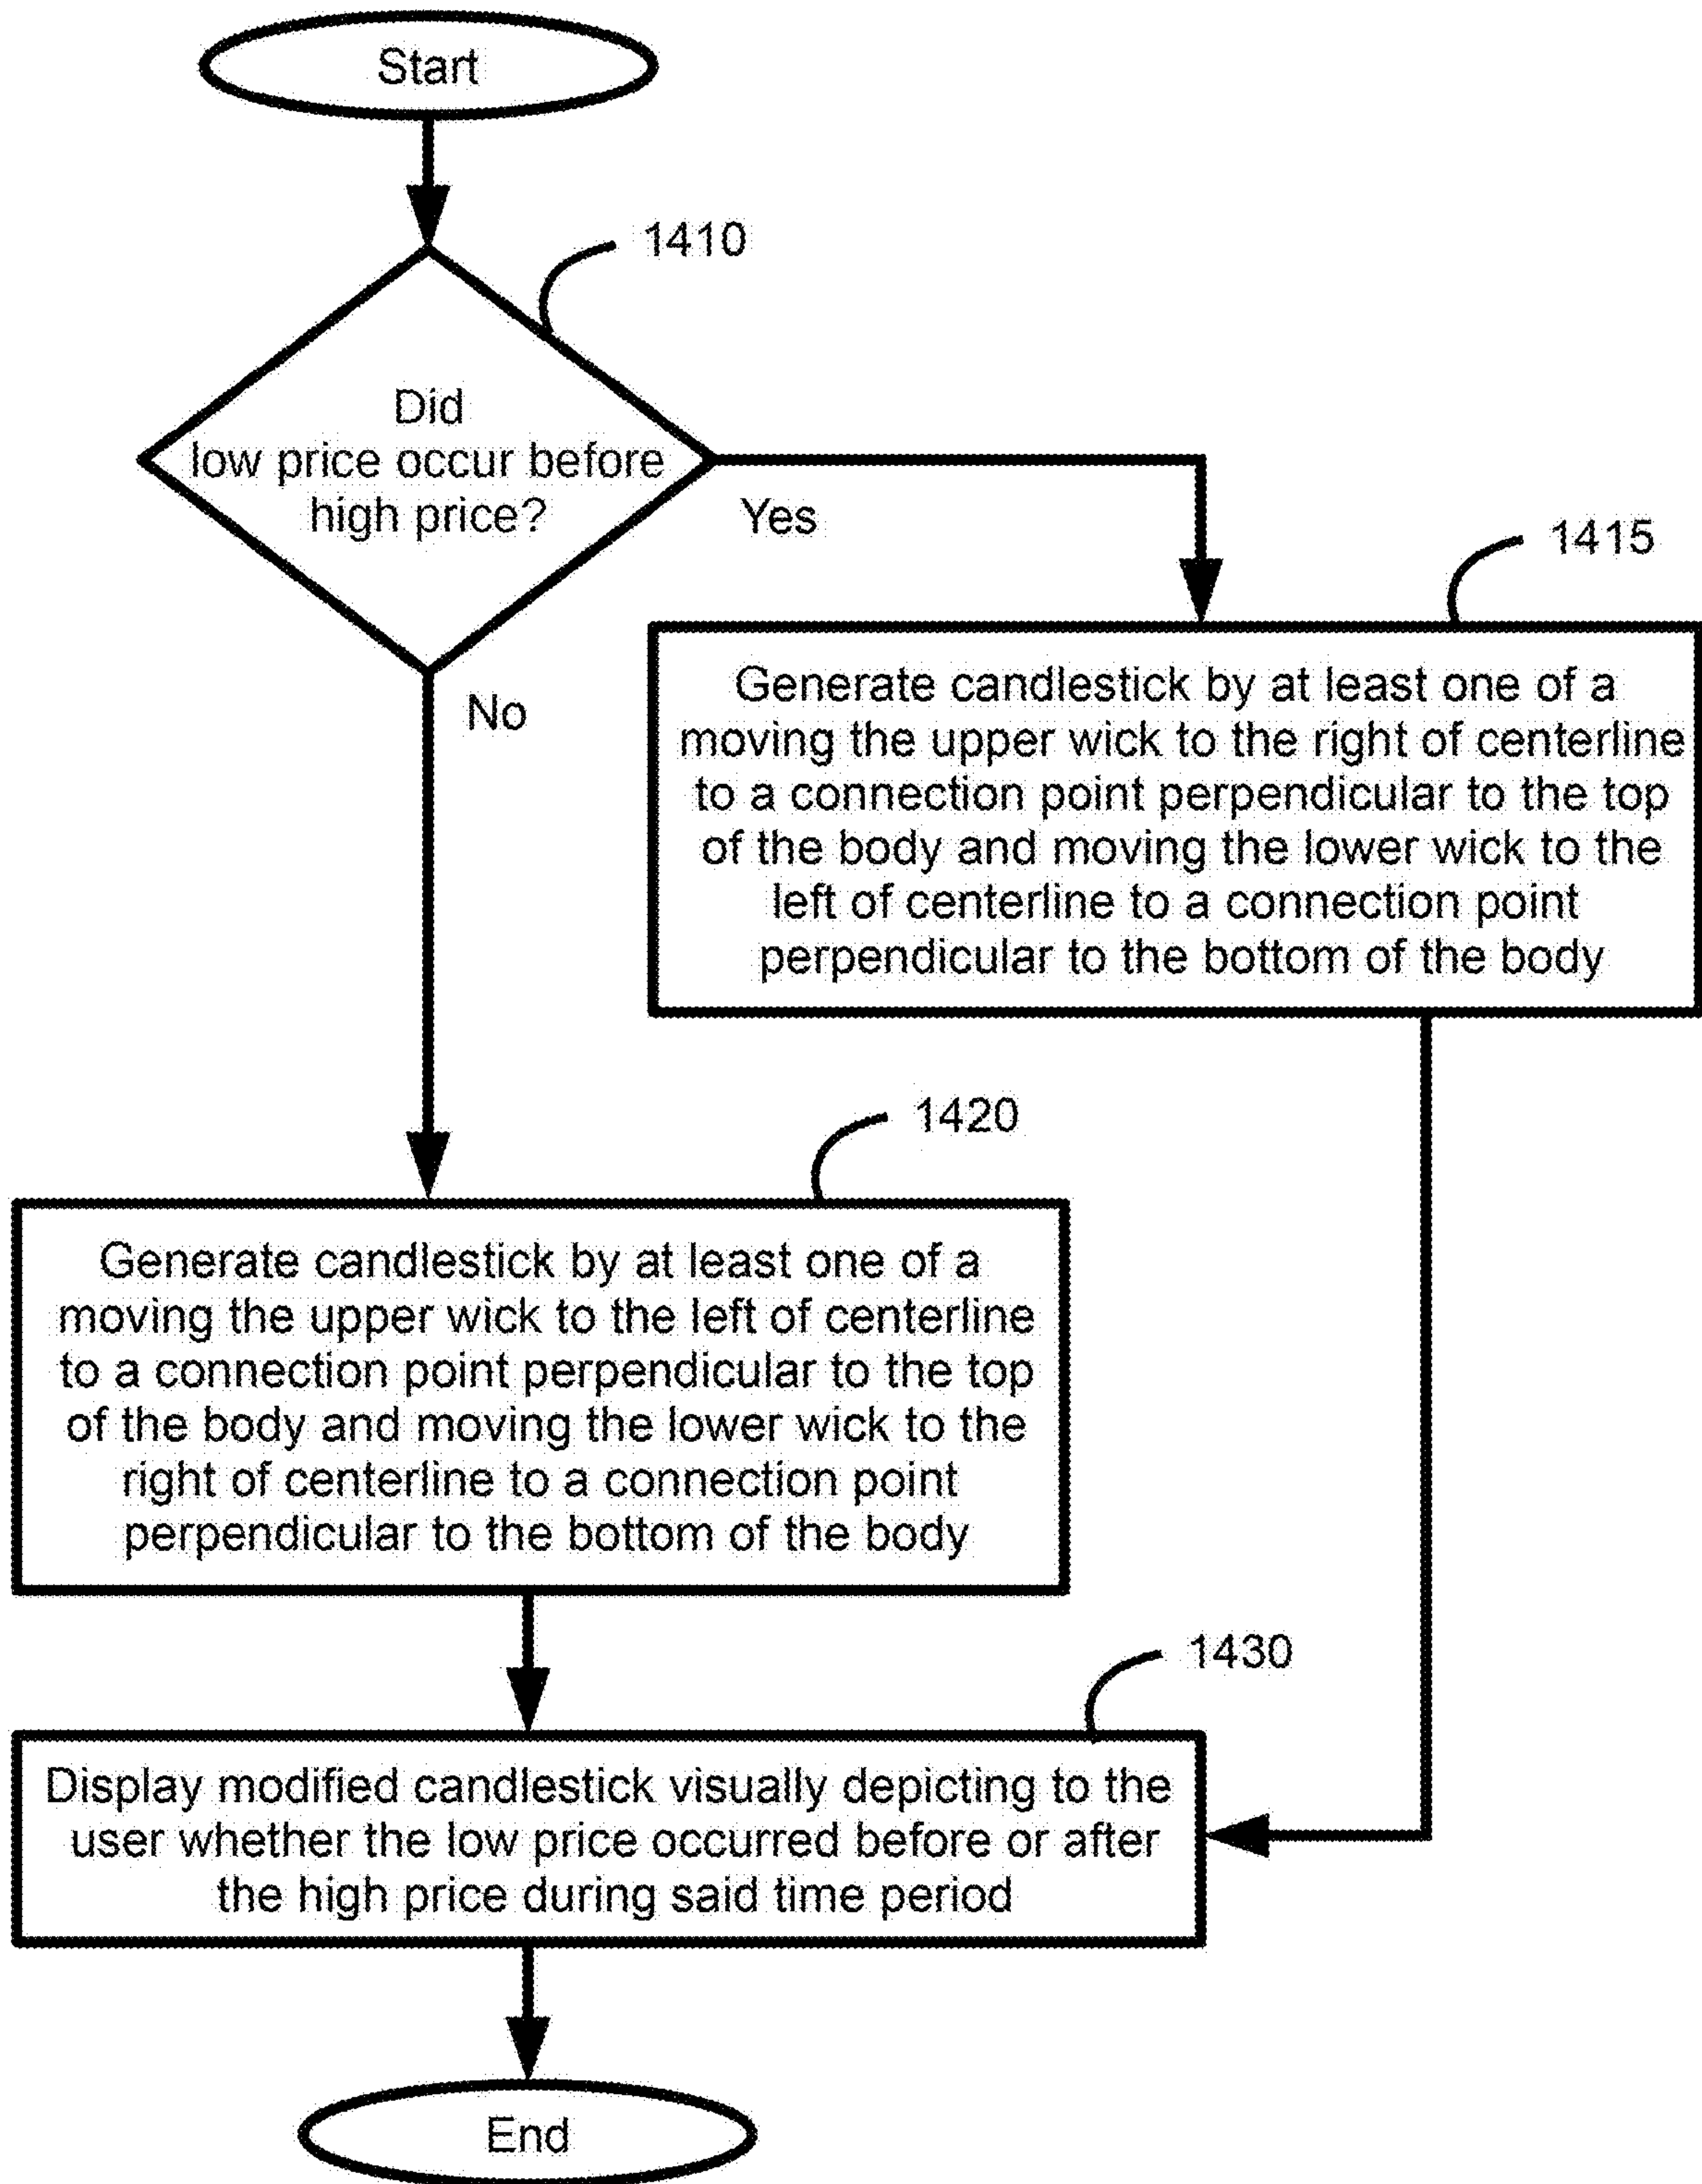 Start
1410
Did
low price occur before
high price?
Yes
1415
Generate candlestick by at least one of a
moving the upper wick to the right of centerline
to a connection point perpendicular to the top
of the body and moving the lower wick to the
left of centerline to a connection point
perpendicular to the bottom of the body
No
1420
Generate candlestick by at least one of a
moving the upper wick to the left of centerline
to a connection point perpendicular to the top
of the body and moving the lower wick to the
right of centerline to a connection point
perpendicular to the bottom of the body
1430
Display modified candlestick visually depicting to the
user whether the low price occurred before or after
the high price during said time period
End